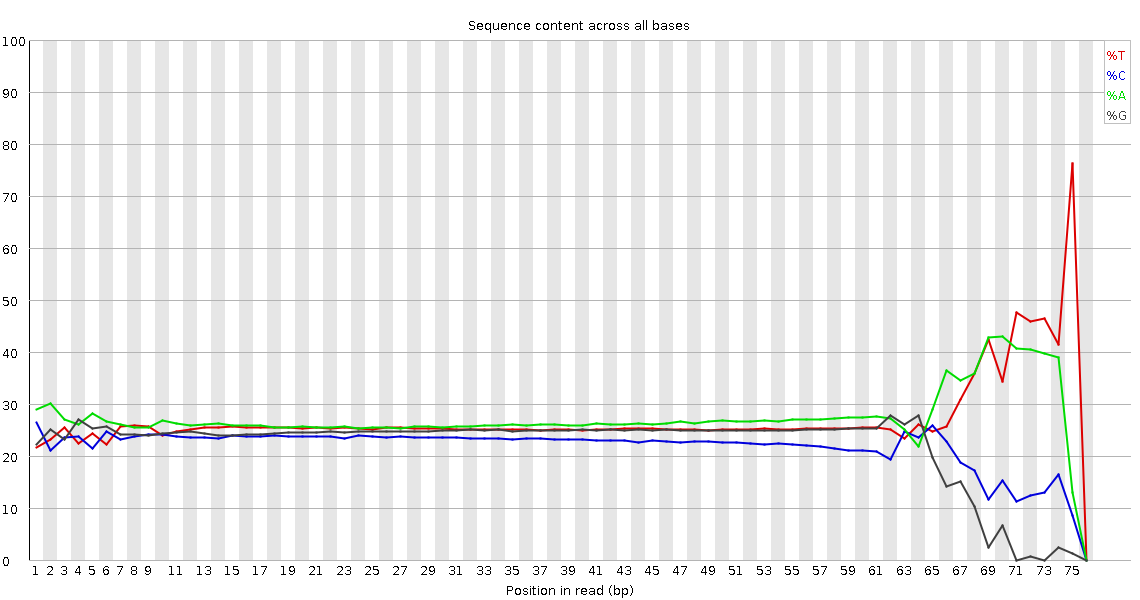 Sequence content across all bases
100
90
80
70
60
50
40
30
20
10
0
%T
%C
%A
%G
1 2 3 4 5 6 7 8 9 11 13 15 17 19 21 23 25 27 29 31 33 35 37 39 41 43 45 47 49 51 53 55 57 59 61 63 65 67 69 71 73 75
Position in read (bp)